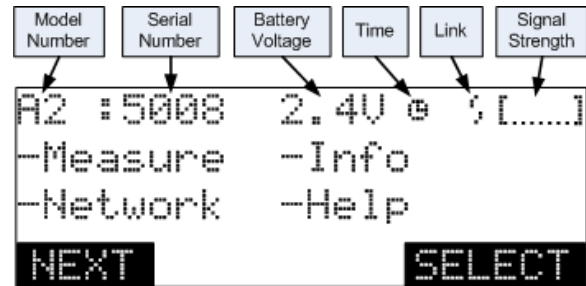 Model Number
Serial Number
Battery Voltage
Time
Link
Signal Strength
A2 :5008 2.4V [......]
-Measure -Info
-Network -Help
NEXT SELECT